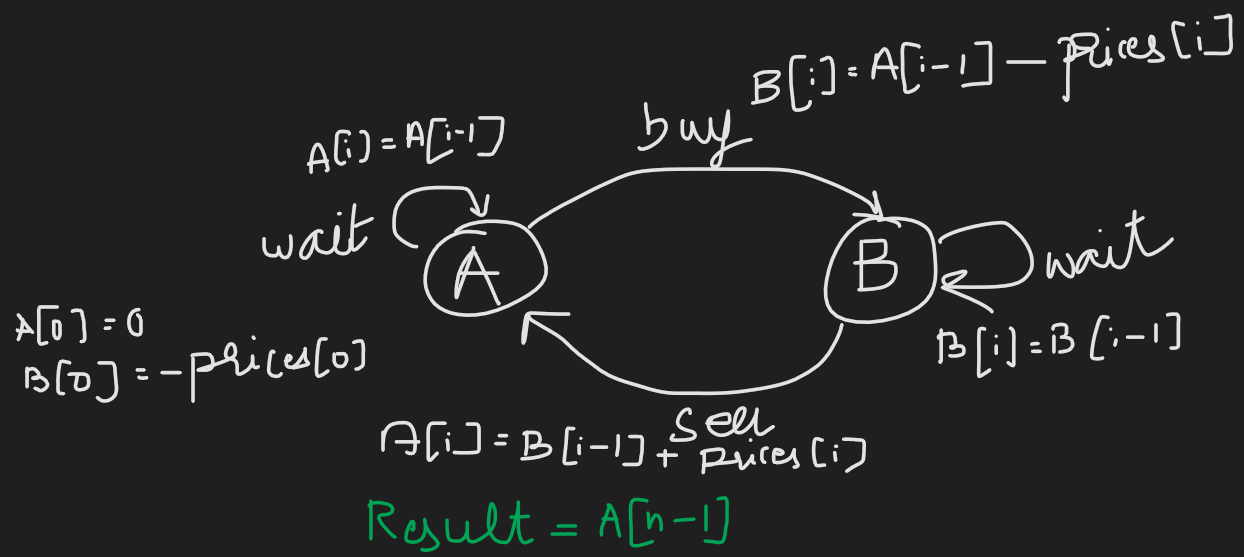 B[i] = A[i-1] - prices[i]
buy
A[i] = A[i-1]
wait
A
B
wait
A[0] = 0
B[0] = -prices[0]
B[i] = B[i-1]
sell
A[i] = B[i-1] + prices[i]
Result = A[n-1]